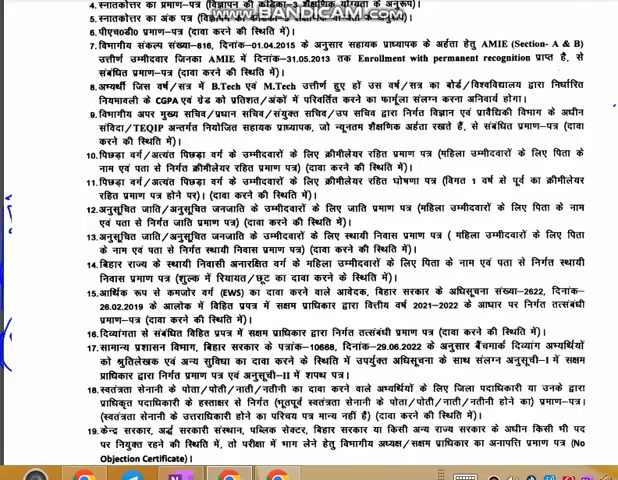 4. स्नातकोत्तर का प्रमाण–पत्र (विज्ञापन की कंडिका–3 शैक्षणिक योग्यता के अनुरूप)।
WWW.BANDICAM.COM
5. स्नातकोत्तर का अंक पत्र
6. पीएच0डी0 प्रमाण–पत्र (दावा करने की स्थिति में)।
7. विभागीय संकल्प संख्या–816, दिनांक–01.04.2015 के अनुसार सहायक प्राध्यापक के अर्हता हेतु AMIE (Section- A & B)
उत्तीर्ण उम्मीदवार जिनका AMIE में दिनांक–31.05.2013 तक Enrollment with permanent recognition प्राप्त है, से
संबंधित प्रमाण–पत्र (दावा करने की स्थिति में)।
8. अभ्यर्थी जिस वर्ष/सत्र में B.Tech एवं M.Tech उत्तीर्ण हुए हों उस वर्ष/सत्र का बोर्ड/विश्वविद्यालय द्वारा निर्धारित
नियमावली के CGPA एवं ग्रेड को प्रतिशत/अंकों में परिवर्तित करने का फार्मूला संलग्न करना अनिवार्य होगा।
9. विभागीय अपर मुख्य सचिव/प्रधान सचिव/संयुक्त सचिव/उप सचिव द्वारा निर्गत विज्ञान एवं प्रावैधिकी विभाग के अधीन
संविदा/TEQIP अन्तर्गत नियोजित सहायक प्राध्यापक, जो न्यूनतम शैक्षणिक अर्हता रखते हैं, से संबंधित प्रमाण–पत्र (दावा
करने की स्थिति में)।
10. पिछड़ा वर्ग/अत्यंत पिछड़ा वर्ग के उम्मीदवारों के लिए क्रीमीलेयर रहित प्रमाण पत्र (महिला उम्मीदवारों के लिए पिता के
नाम एवं पता से निर्गत क्रीमीलेयर रहित प्रमाण पत्र) (दावा करने की स्थिति में)।
11. पिछड़ा वर्ग/अत्यंत पिछड़ा वर्ग के उम्मीदवारों के लिए क्रीमीलेयर रहित घोषणा पत्र (विगत 1 वर्ष से पूर्व का क्रीमीलेयर
रहित प्रमाण पत्र होने पर)। (दावा करने की स्थिति में)।
12. अनुसूचित जाति/अनुसूचित जनजाति के उम्मीदवारों के लिए जाति प्रमाण पत्र (महिला उम्मीदवारों के लिए पिता के नाम
एवं पता से निर्गत जाति प्रमाण पत्र) (दावा करने की स्थिति में)।
13. अनुसूचित जाति/अनुसूचित जनजाति के उम्मीदवारों के लिए स्थायी निवास प्रमाण पत्र ( महिला उम्मीदवारों के लिए पिता
के नाम एवं पता से निर्गत स्थायी निवास प्रमाण पत्र) (दावा करने की स्थिति में)।
14. बिहार राज्य के स्थायी निवासी अनारक्षित वर्ग के महिला उम्मीदवारों के लिए पिता के नाम एवं पता से निर्गत स्थायी
निवास प्रमाण पत्र (शुल्क में रियायत/छूट का दावा करने के स्थिति में)।
15. आर्थिक रूप से कमजोर वर्ग (EWS) का दावा करने वाले आवेदक, बिहार सरकार के अधिसूचना संख्या–2622, दिनांक–
26.02.2019 के आलोक में विहित प्रपत्र में सक्षम प्राधिकार द्वारा वित्तीय वर्ष 2021-2022 के आधार पर निर्गत तत्संबंधी
प्रमाण–पत्र (दावा करने की स्थिति में)।
16. दिव्यांगता से संबंधित विहित प्रपत्र में सक्षम प्राधिकार द्वारा निर्गत तत्संबंधी प्रमाण पत्र (दावा करने की स्थिति में)।
17. सामान्य प्रशासन विभाग, बिहार सरकार के पत्रांक–10668, दिनांक–29.06.2022 के अनुसार बैंचमार्क दिव्यांग अभ्यर्थियों
को श्रुतिलेखक एवं अन्य सुविधा का दावा करने के स्थिति में उपर्युक्त अधिसूचना के साथ संलग्न अनुसूची–I में सक्षम
प्राधिकार द्वारा निर्गत प्रमाण पत्र एवं अनुसूची–II में शपथ पत्र।
18. स्वतंत्रता सेनानी के पोता/पोती/नाती/नतीनी का दावा करने वाले अभ्यर्थियों के लिए जिला पदाधिकारी या उनके द्वारा
प्राधिकृत पदाधिकारी के हस्ताक्षर से निर्गत (भूतपूर्व स्वतंत्रता सेनानी के पोता/पोती/नाती/नतीनी होने का) प्रमाण–पत्र।
(स्वतंत्रता सेनानी के उत्तराधिकारी होने का परिचय पत्र मान्य नहीं है) (दावा करने की स्थिति में)।
19. केन्द्र सरकार, अर्द्ध सरकारी संस्थान, पब्लिक सेक्टर, बिहार सरकार या किसी अन्य राज्य सरकार के अधीन किसी भी पद
पर नियुक्त रहने की स्थिति में, तो परीक्षा में भाग लेने हेतु विभागीय अध्यक्ष/सक्षम प्राधिकार का अनापत्ति प्रमाण पत्र (No
Objection Certificate)।